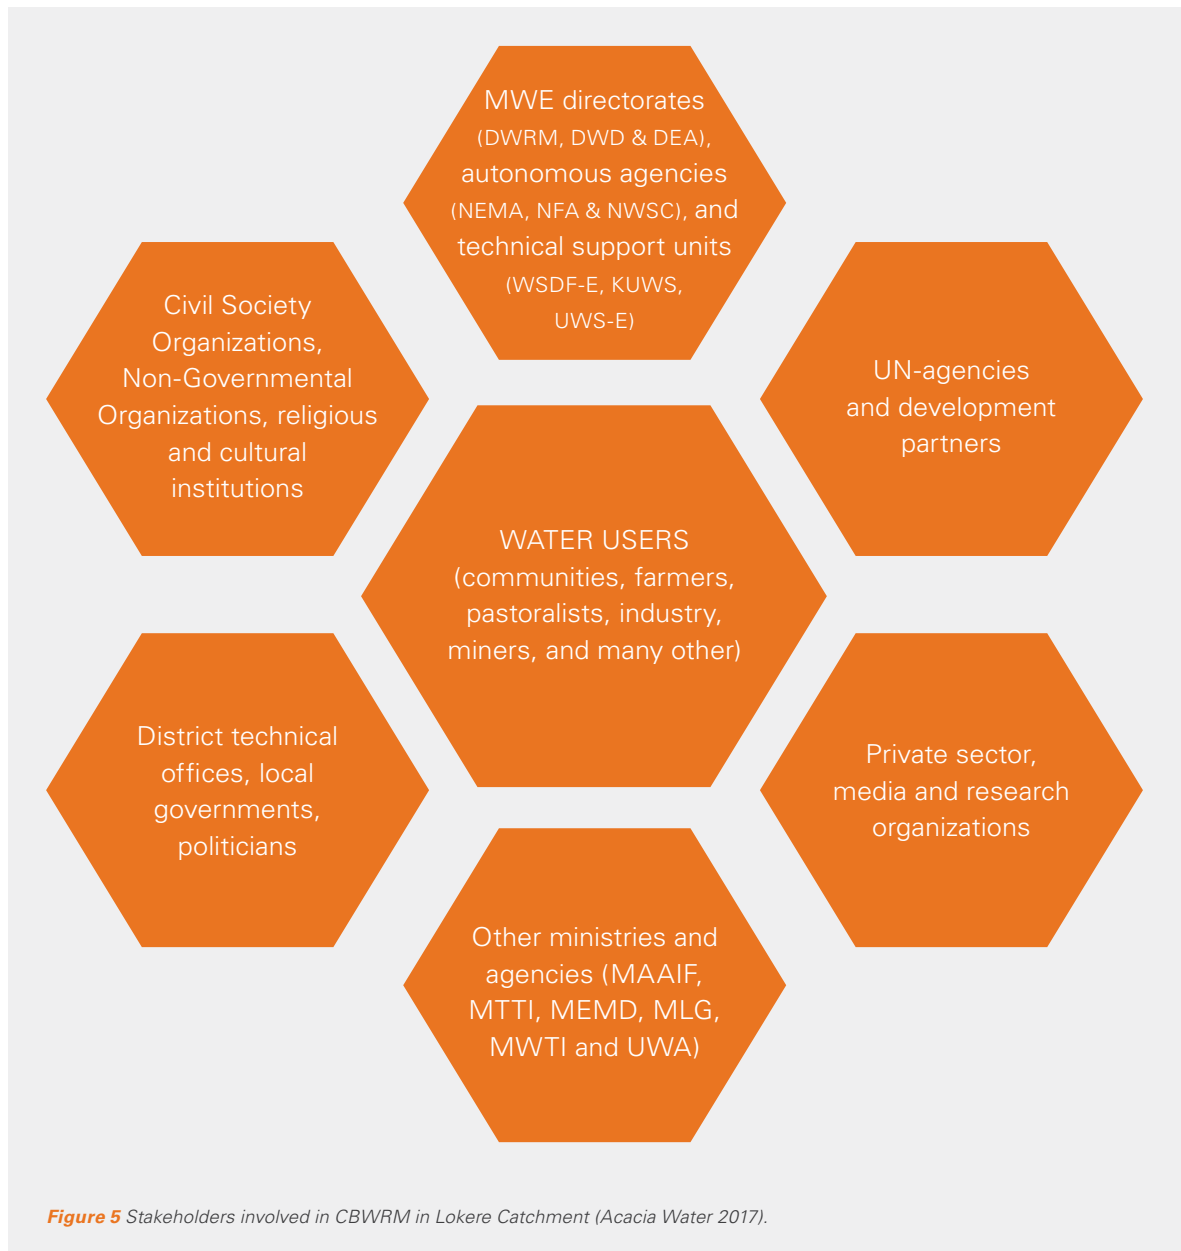 MWE directorates
(DWRM, DWD & DEA),
autonomous agencies
(NEMA, NFA & NWSC), and
technical support units
(WSDF-E, KUWS,
UWS-E)
Civil Society
Organizations,
Non-Governmental
Organizations, religious
and cultural
institutions
UN-agencies
and development
partners
WATER USERS
(communities, farmers,
pastoralists, industry,
miners, and many other)
District technical
offices, local
governments,
politicians
Private sector,
media and research
organizations
Other ministries and
agencies (MAAIF,
MTTI, MEMD, MLG,
MWTI and UWA)
Figure 5 Stakeholders involved in CBWRM in Lokere Catchment (Acacia Water 2017).